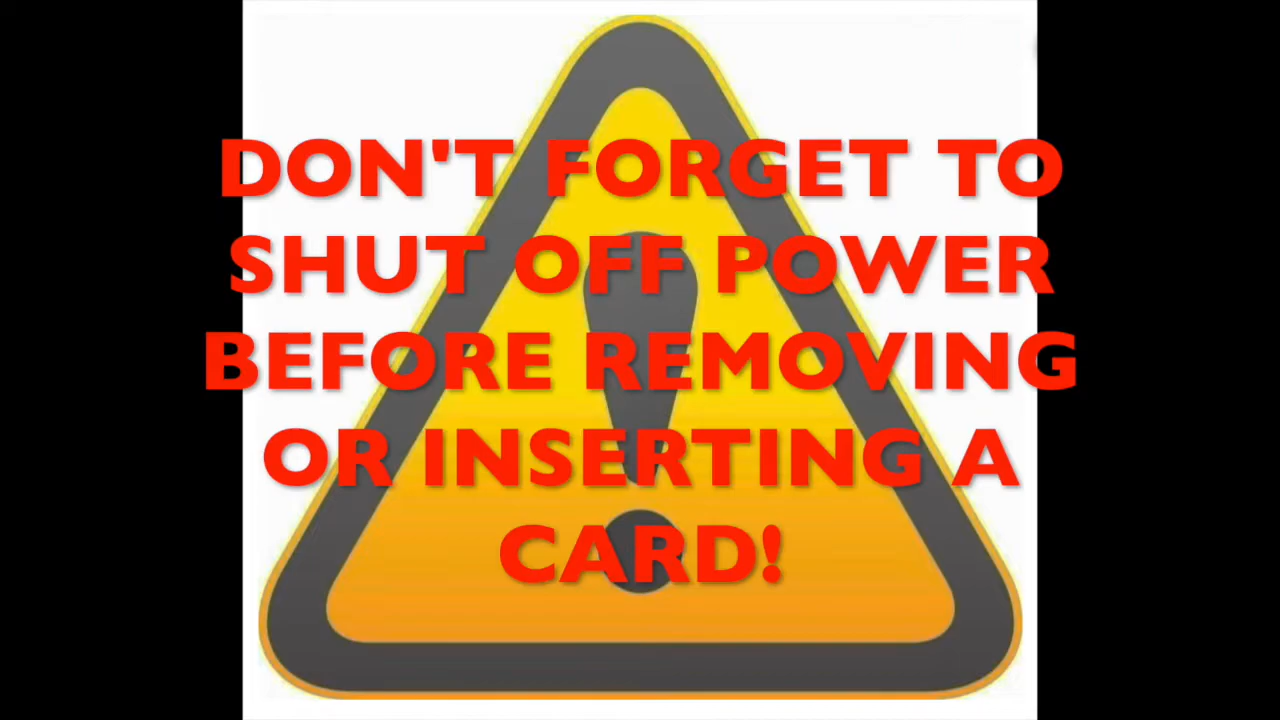 DON'T FORGET TO
SHUT OFF POWER
BEFORE REMOVING
OR INSERTING A
CARD!